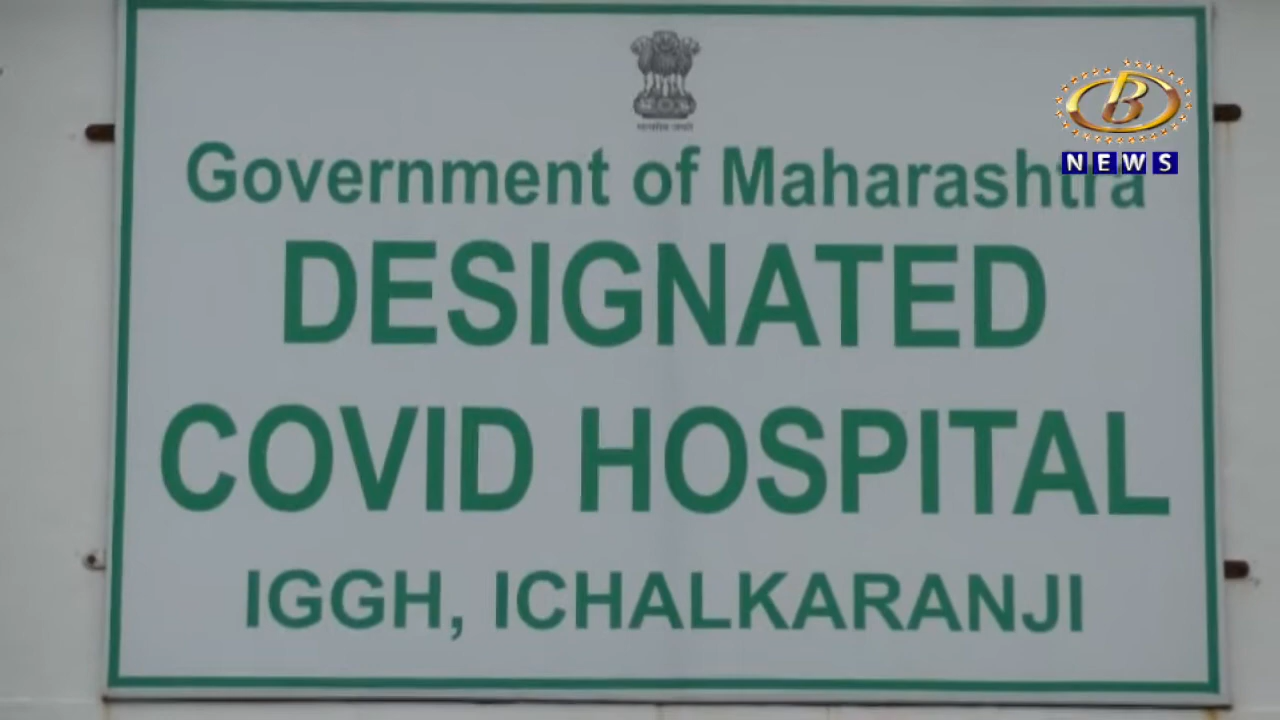 Government of Maharashtra
DESIGNATED
COVID HOSPITAL
IGGH, ICHALKARANJI
B
NEWS